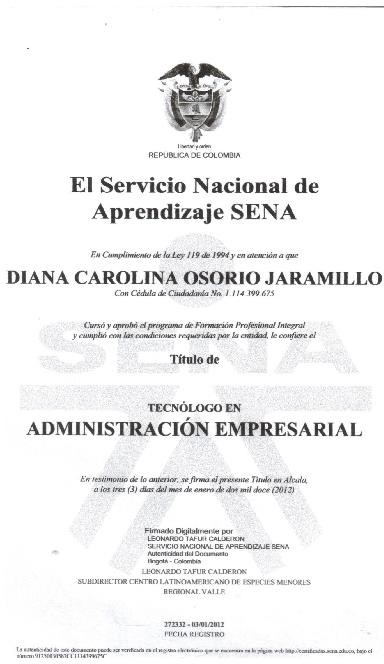 Libertad y orden
REPUBLICA DE COLOMBIA
El Servicio Nacional de
Aprendizaje SENA
En Cumplimiento de la Ley 119 de 1994 y en atención a que
DIANA CAROLINA OSORIO JARAMILLO
Con Cédula de Ciudadanía No. 1.114.399.675
Cursó y aprobó el programa de Formación Profesional Integral
y cumplió con las condiciones requeridas por la entidad, le confiere el
SENA
Título de
TECNÓLOGO EN
ADMINISTRACIÓN EMPRESARIAL
En testimonio de lo anterior, se firma el presente Título en Alcala,
a los tres (3) días del mes de enero de dos mil doce (2012)
Firmado Digitalmente por
LEONARDO TAFUR CALDERON
SERVICIO NACIONAL DE APRENDIZAJE SENA
Autenticidad del Documento
Bogotá - Colombia
LEONARDO TAFUR CALDERON
SUBDIRECTOR CENTRO LATINOAMERICANO DE ESPECIES MENORES
REGIONAL VALLE
272332 - 03/01/2012
FECHA REGISTRO
La autenticidad de este documento puede ser verificada en el registro electrónico que se encuentra en la página web http://certificados.sena.edu.co, bajo el
número